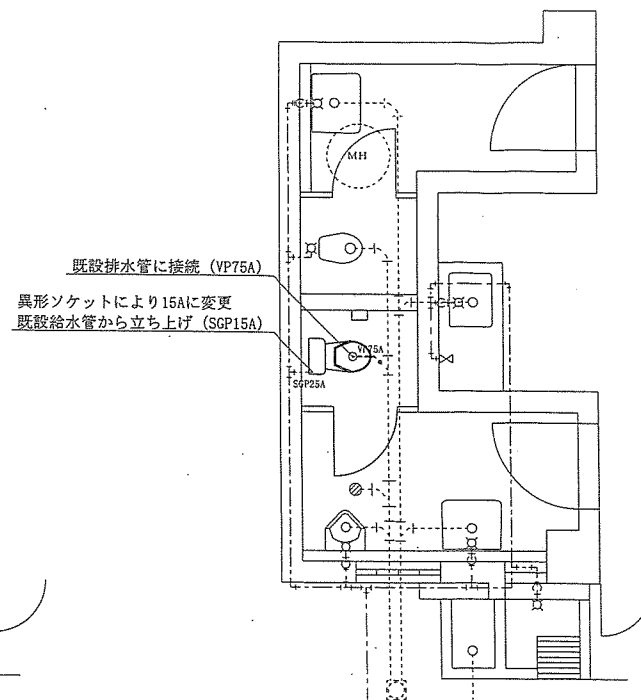 MH
既設排水管に接続（VP75A）
異形ソケットにより15Aに変更
既設給水管から立ち上げ（SGP15A）
VP75A
SGP25A